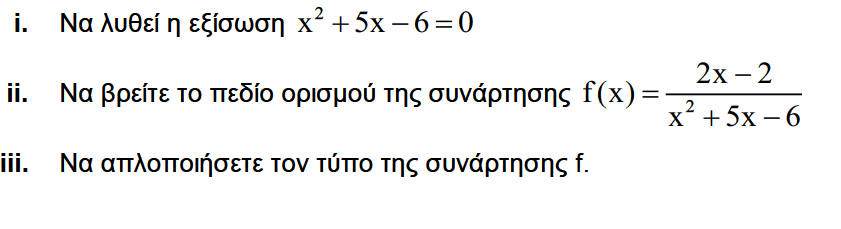 i. Να λυθεί η εξίσωση x² + 5x − 6 = 0
ii. Να βρείτε το πεδίο ορισμού της συνάρτησης f(x) = (2x − 2)/(x² + 5x − 6)
iii. Να απλοποιήσετε τον τύπο της συνάρτησης f.